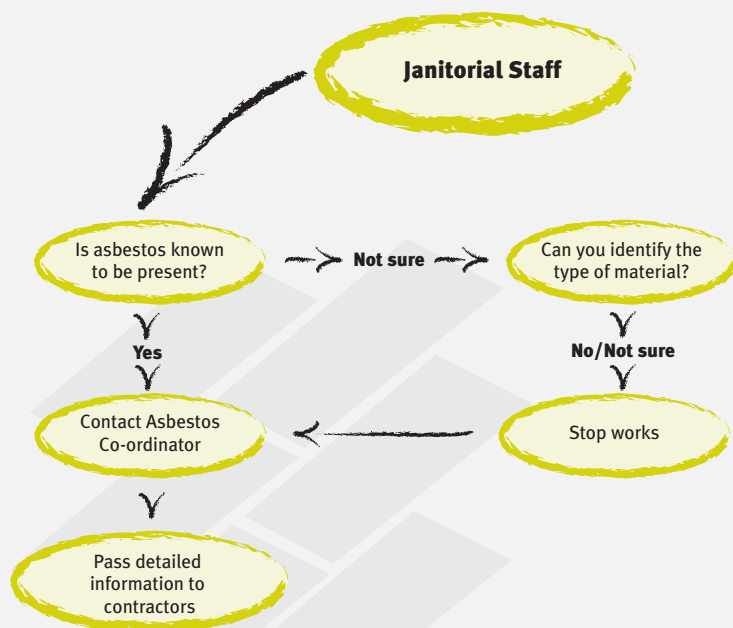 Janitorial Staff
Is asbestos known
to be present?
Not sure
Can you identify the
type of material?
Yes
No/Not sure
Contact Asbestos
Co-ordinator
Stop works
Pass detailed
information to
contractors